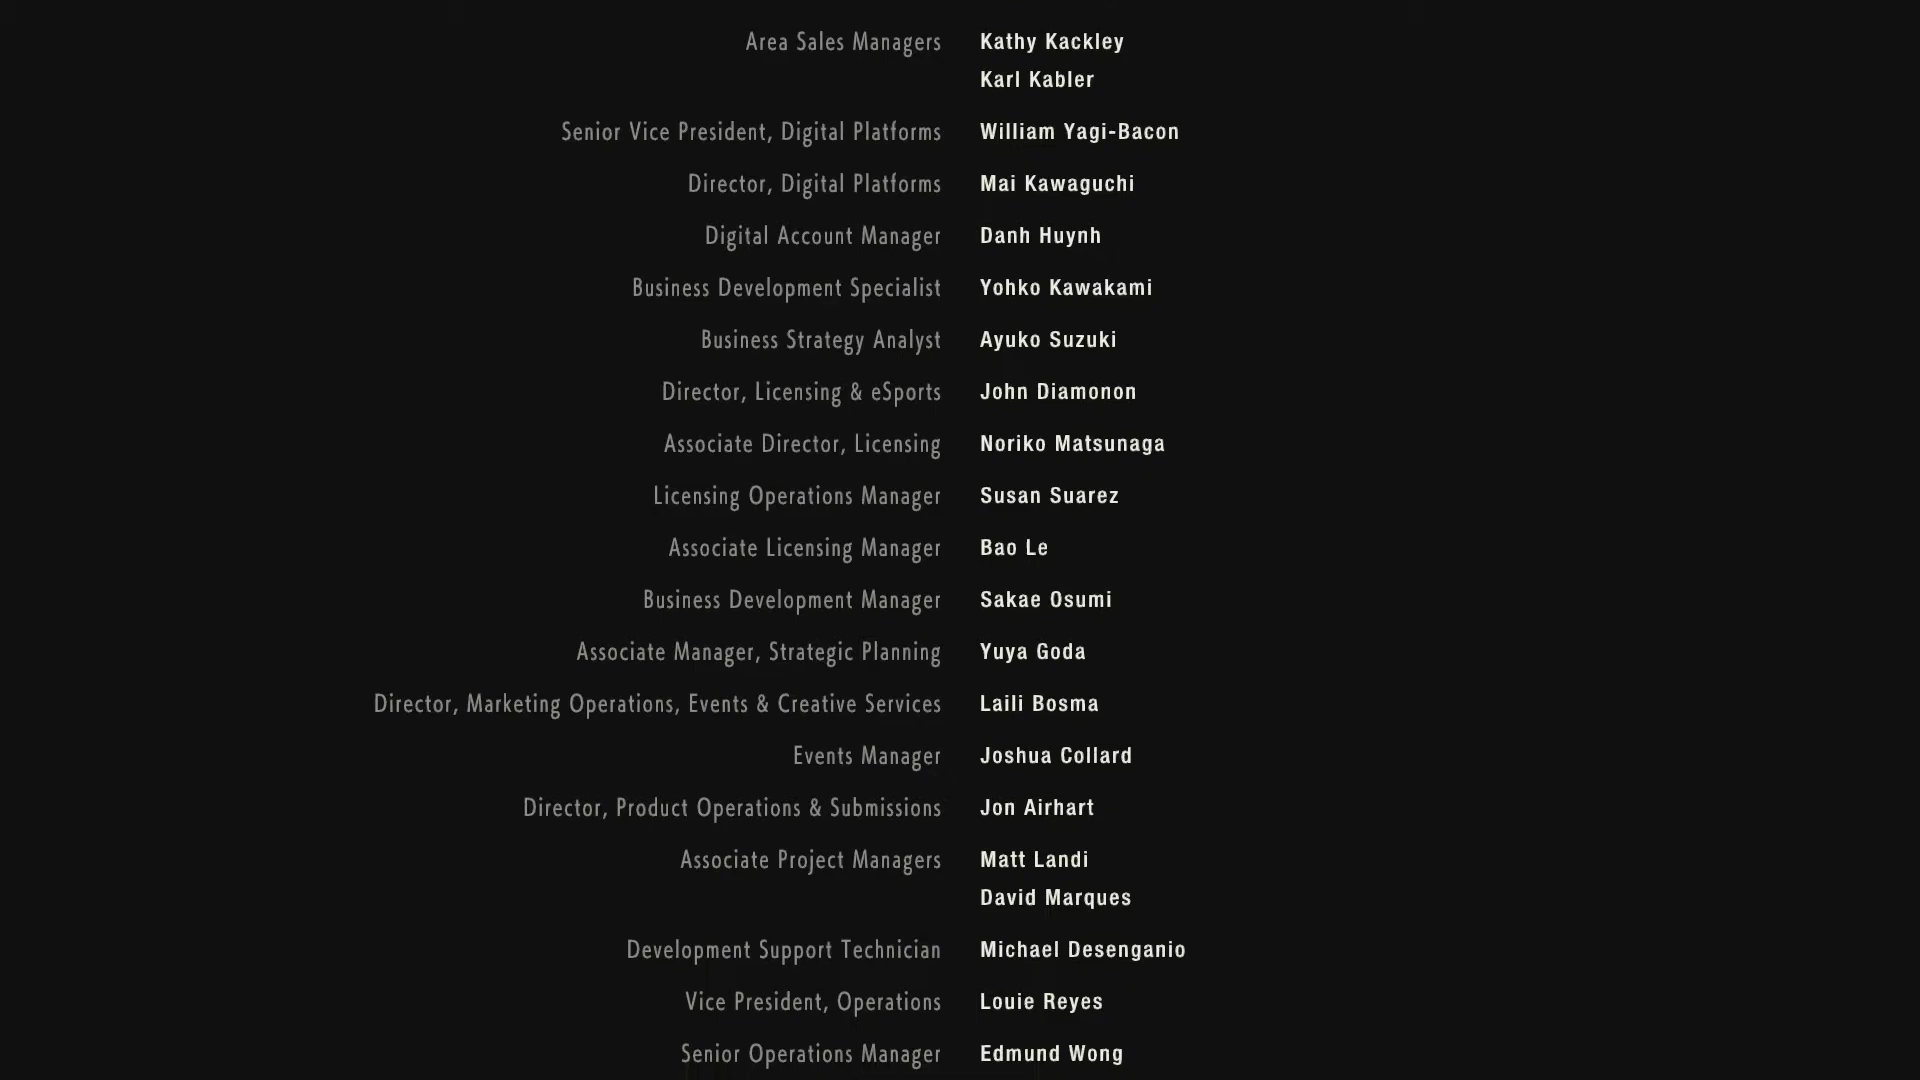 Area Sales Managers Kathy Kackley
Karl Kabler
Senior Vice President, Digital Platforms William Yagi-Bacon
Director, Digital Platforms Mai Kawaguchi
Digital Account Manager Danh Huynh
Business Development Specialist Yohko Kawakami
Business Strategy Analyst Ayuko Suzuki
Director, Licensing & eSports John Diamonon
Associate Director, Licensing Noriko Matsunaga
Licensing Operations Manager Susan Suarez
Associate Licensing Manager Bao Le
Business Development Manager Sakae Osumi
Associate Manager, Strategic Planning Yuya Goda
Director, Marketing Operations, Events & Creative Services Laili Bosma
Events Manager Joshua Collard
Director, Product Operations & Submissions Jon Airhart
Associate Project Managers Matt Landi
David Marques
Development Support Technician Michael Desenganio
Vice President, Operations Louie Reyes
Senior Operations Manager Edmund Wong